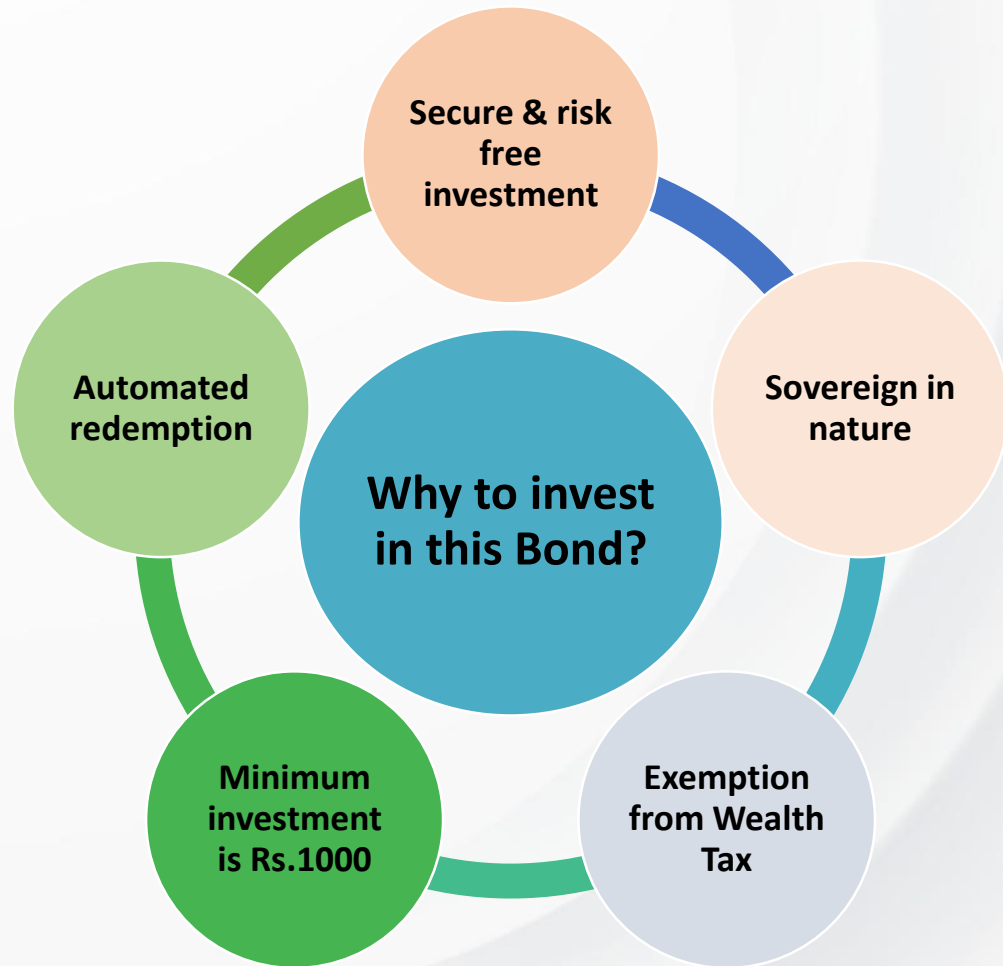 Secure & risk
free
investment
Sovereign in
nature
Exemption
from Wealth
Tax
Minimum
investment
is Rs.1000
Automated
redemption
Why to invest
in this Bond?